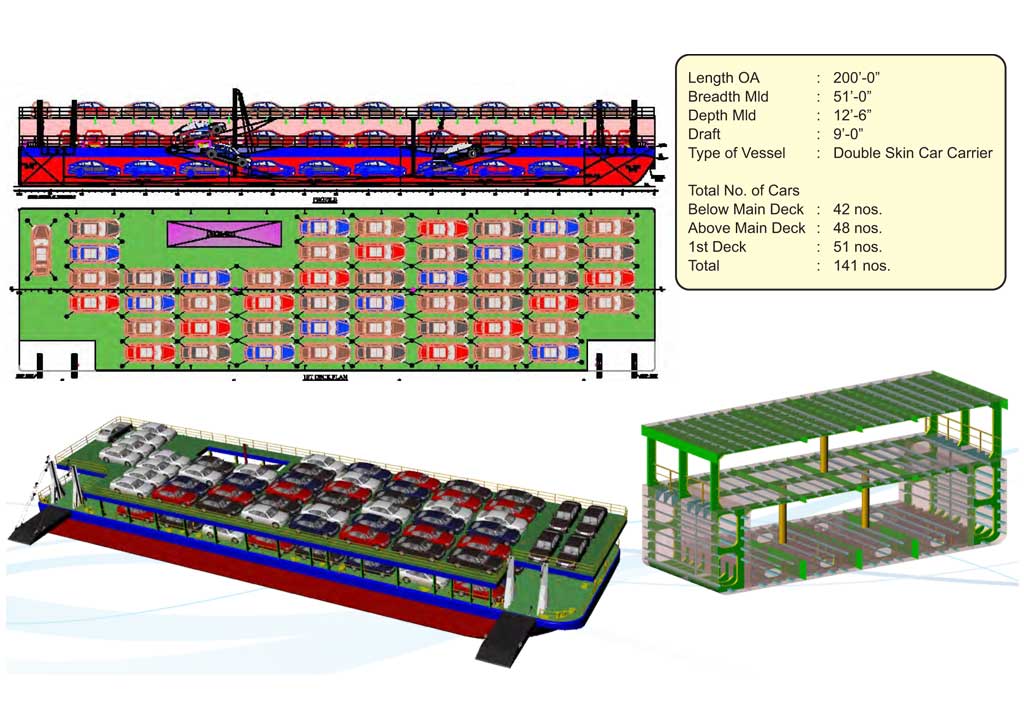 Length OA : 200’-0”
Breadth Mld : 51’-0”
Depth Mld : 12’-6”
Draft : 9’-0”
Type of Vessel : Double Skin Car Carrier
Total No. of Cars
Below Main Deck : 42 nos.
Above Main Deck : 48 nos.
1st Deck : 51 nos.
Total : 141 nos.
PROFILE
1ST DECK PLAN